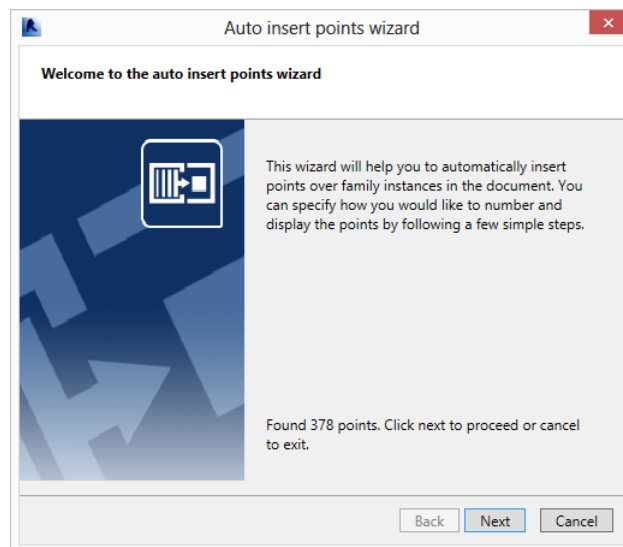 Auto insert points wizard
Welcome to the auto insert points wizard
This wizard will help you to automatically insert
points over family instances in the document. You
can specify how you would like to number and
display the points by following a few simple steps.
Found 378 points. Click next to proceed or cancel
to exit.
Back Next Cancel